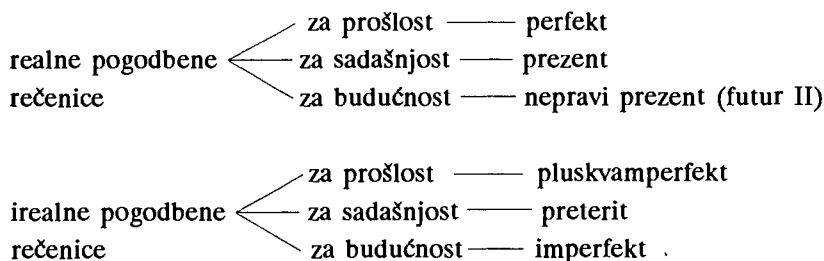 za prošlost — perfekt
realne pogodbene za sadašnjost — prezent
rečenice za budućnost — nepravi prezent (futur II)
za prošlost — pluskvamperfekt
irealne pogodbene za sadašnjost — preterit
rečenice za budućnost — imperfekt .